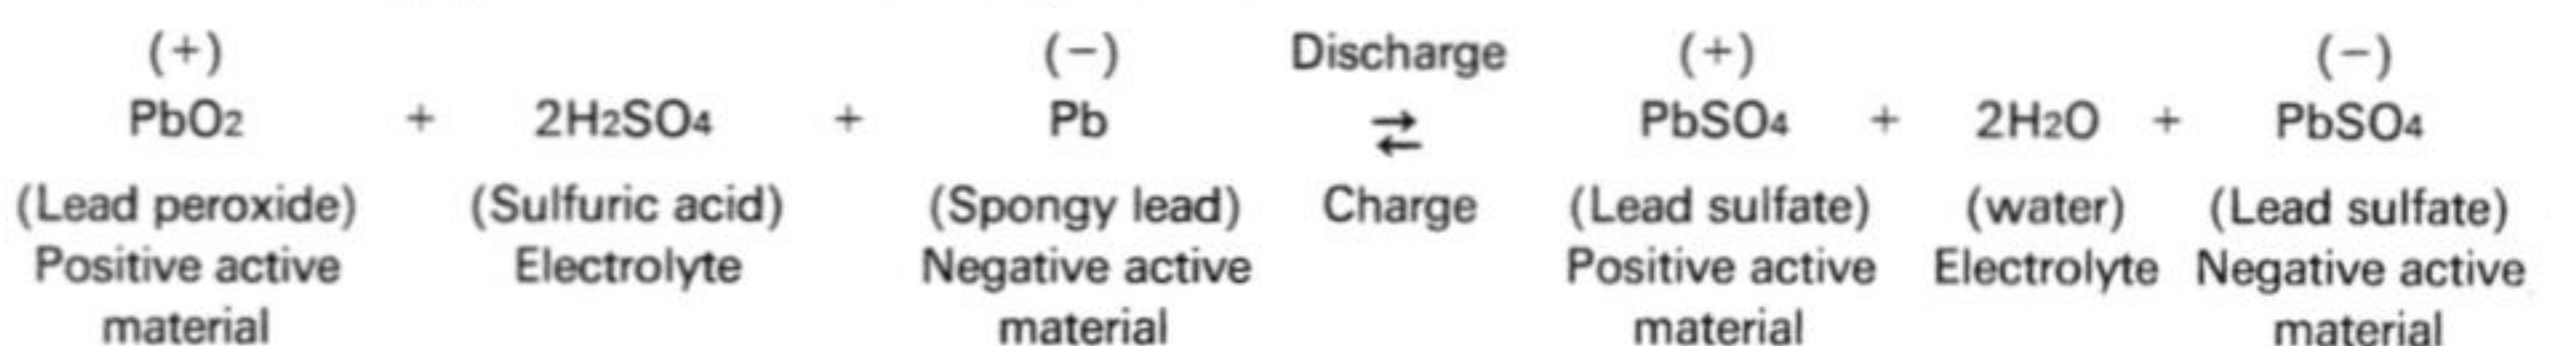 (+) (−) Discharge (+) (−)
PbO2 + 2H2SO4 + Pb ⇄ PbSO4 + 2H2O + PbSO4
(Lead peroxide) (Sulfuric acid) (Spongy lead) Charge (Lead sulfate) (water) (Lead sulfate)
Positive active Electrolyte Negative active Positive active Electrolyte Negative active
material material material material